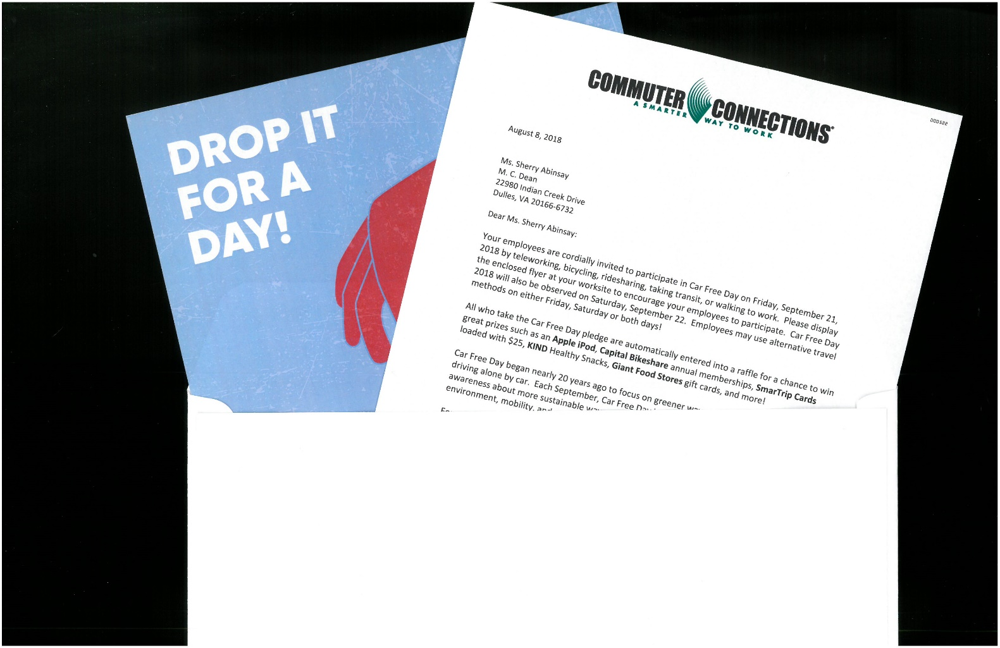 DROP IT
FOR A
DAY!
COMMUTER CONNECTIONS®
A SMARTER WAY TO WORK
000522
August 8, 2018
Ms. Sherry Abinsay
M. C. Dean
22980 Indian Creek Drive
Dulles, VA 20166-6732
Dear Ms. Sherry Abinsay:
Your employees are cordially invited to participate in Car Free Day on Friday, September 21,
2018 by teleworking, bicycling, ridesharing, taking transit, or walking to work. Please display
the enclosed flyer at your worksite to encourage your employees to participate. Car Free Day
2018 will also be observed on Saturday, September 22. Employees may use alternative travel
methods on either Friday, Saturday or both days!
All who take the Car Free Day pledge are automatically entered into a raffle for a chance to win
great prizes such as an Apple iPod, Capital Bikeshare annual memberships, SmarTrip Cards
loaded with $25, KIND Healthy Snacks, Giant Food Stores gift cards, and more!
Car Free Day began nearly 20 years ago to focus on greener
driving alone by car. Each September, Car Free Day
awareness about more sustainable
environment, mobility, and